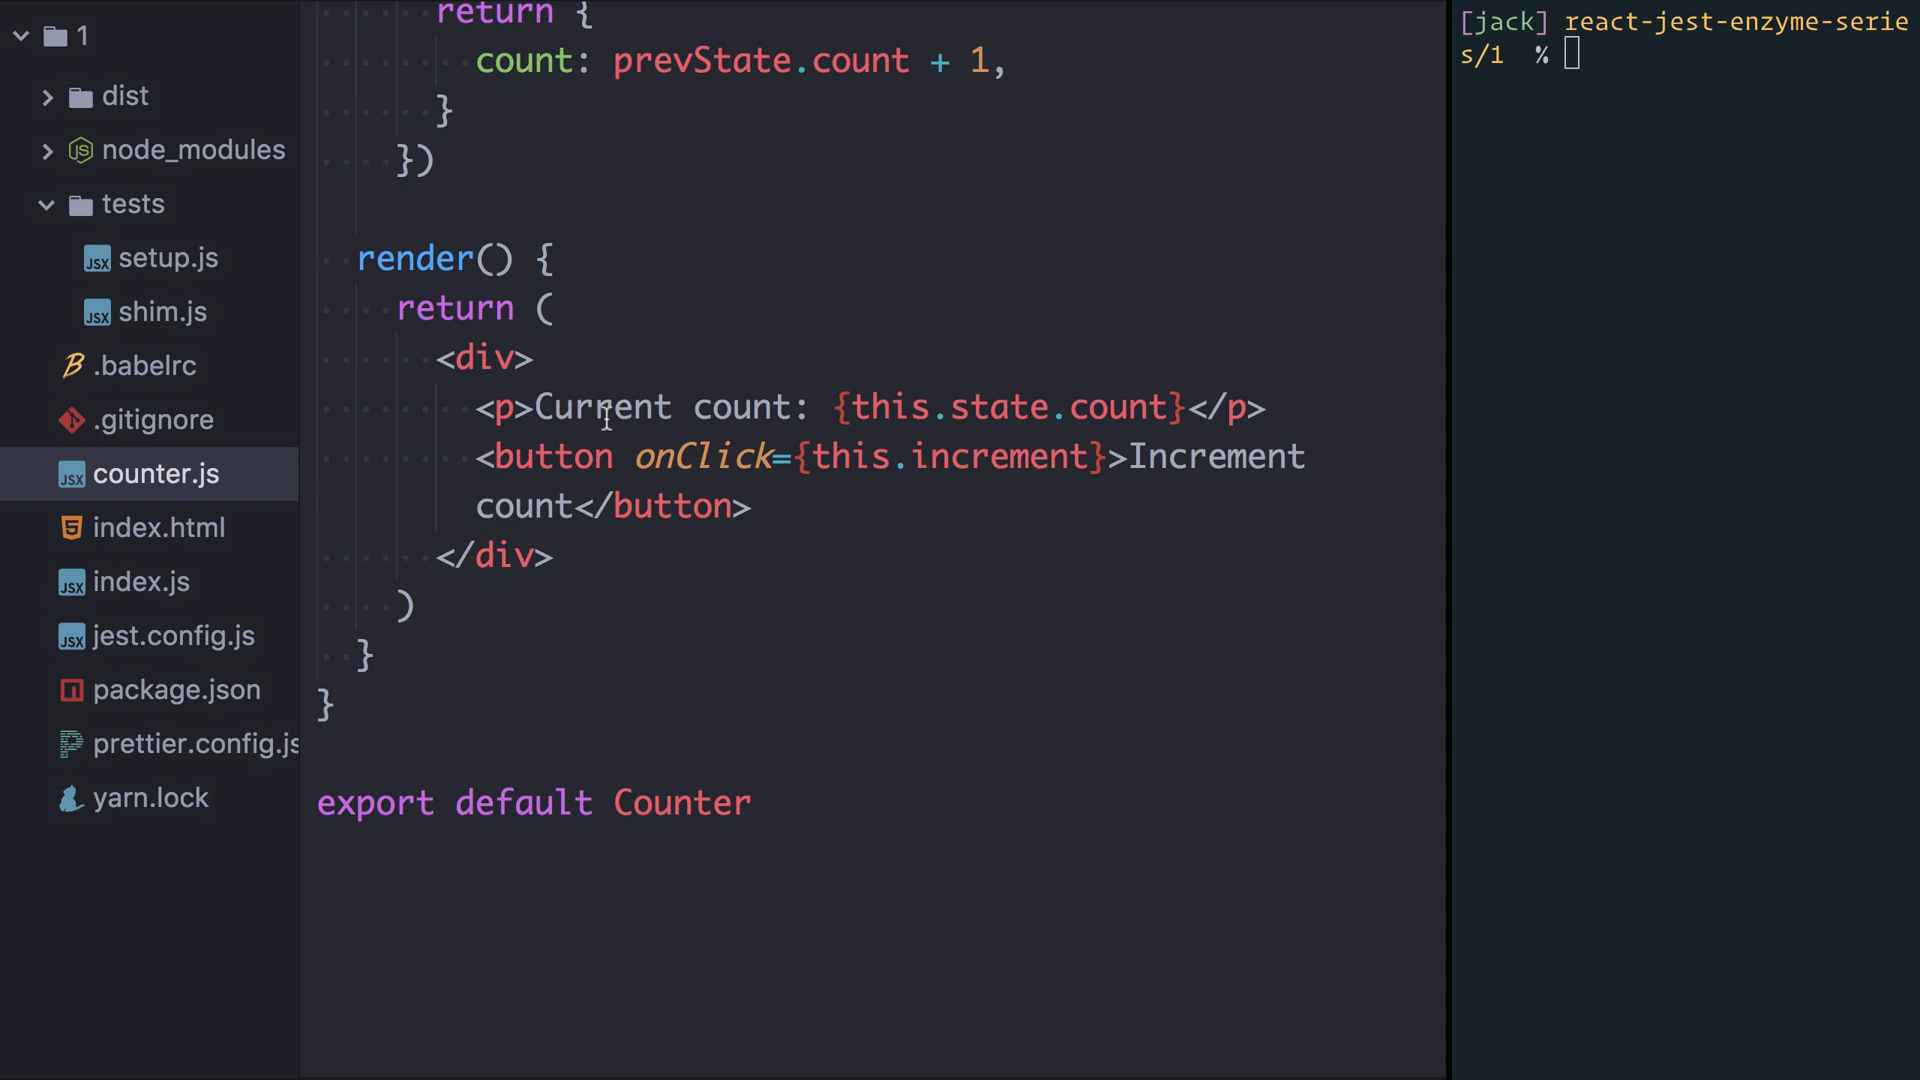 1
dist
node_modules
tests
setup.js
shim.js
.babelrc
.gitignore
counter.js
index.html
index.js
jest.config.js
package.json
prettier.config.js
yarn.lock
return {
count: prevState.count + 1,
}
})
render() {
return (
<div>
<p>Current count: {this.state.count}</p>
<button onClick={this.increment}>Increment
count</button>
</div>
)
}
}
export default Counter
[jack] react-jest-enzyme-serie
s/1 %